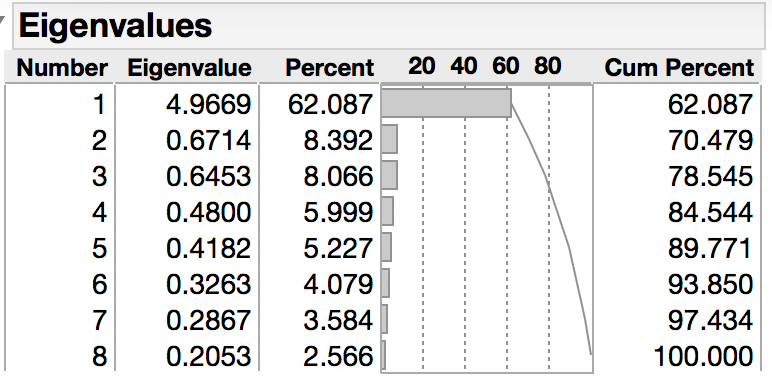 Eigenvalues
Number Eigenvalue Percent 20 40 60 80 Cum Percent
1 4.9669 62.087 62.087
2 0.6714 8.392 70.479
3 0.6453 8.066 78.545
4 0.4800 5.999 84.544
5 0.4182 5.227 89.771
6 0.3263 4.079 93.850
7 0.2867 3.584 97.434
8 0.2053 2.566 100.000